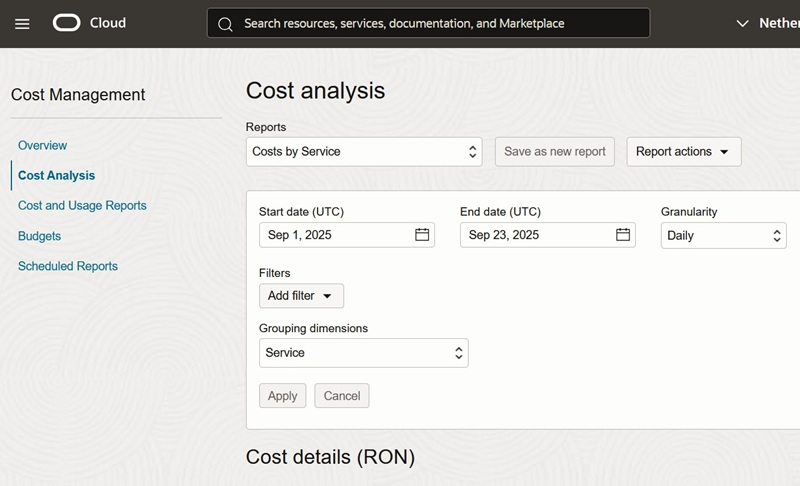 Cloud
Search resources, services, documentation, and Marketplace
Cost Management
Overview
Cost Analysis
Cost and Usage Reports
Budgets
Scheduled Reports
Cost analysis
Reports
Costs by Service
Save as new report
Report actions
Start date (UTC)
End date (UTC)
Granularity
Sep 1, 2025
Sep 23, 2025
Daily
Filters
Add filter
Grouping dimensions
Service
Apply
Cancel
Cost details (RON)